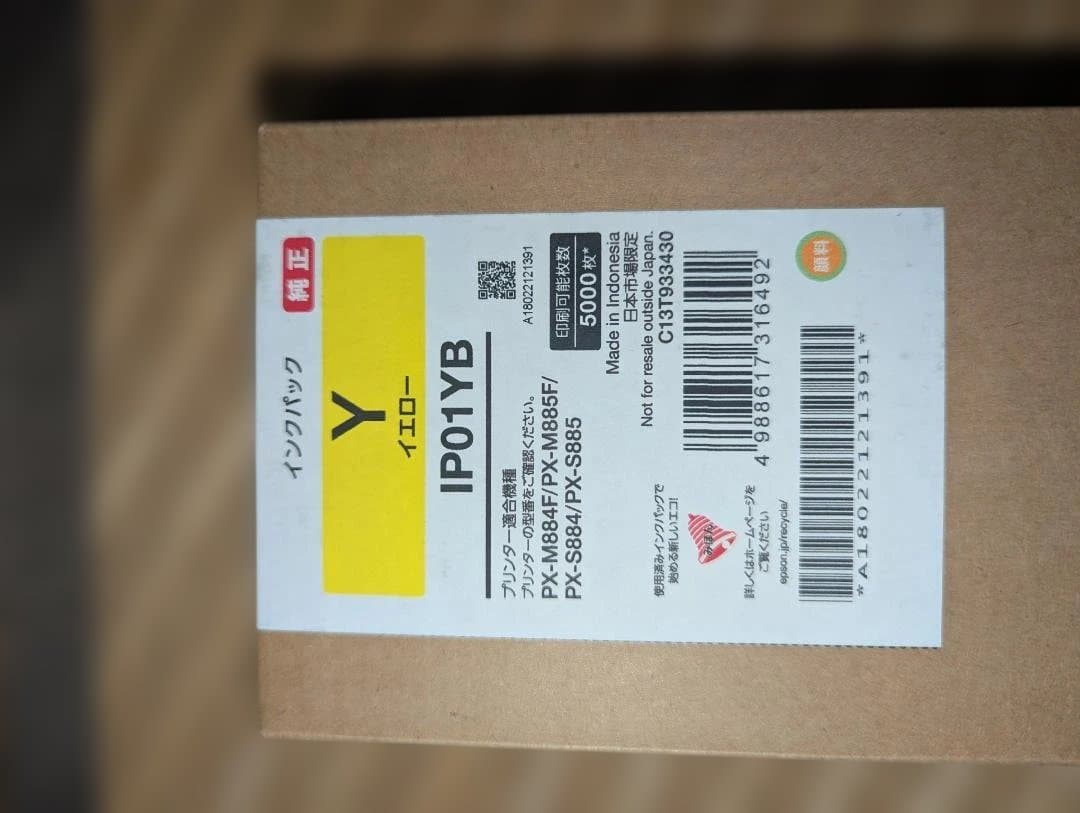 インクパック
純正
Y
イエロー
IP01YB
A18022121391
プリンター適合機種
プリンターの型番をご確認ください。
PX-M884F/PX-M885F/
PX-S884/PX-S885
印刷可能枚数
5000枚*
Made in Indonesia
日本市場限定
Not for resale outside Japan.
C13T933430
4 988617 316492
使用済みインクパックで
始める新しいエコ!
みほん
詳しくはホームページを
ご覧ください
epson.jp/recycle/
*A18022121391*
顔料